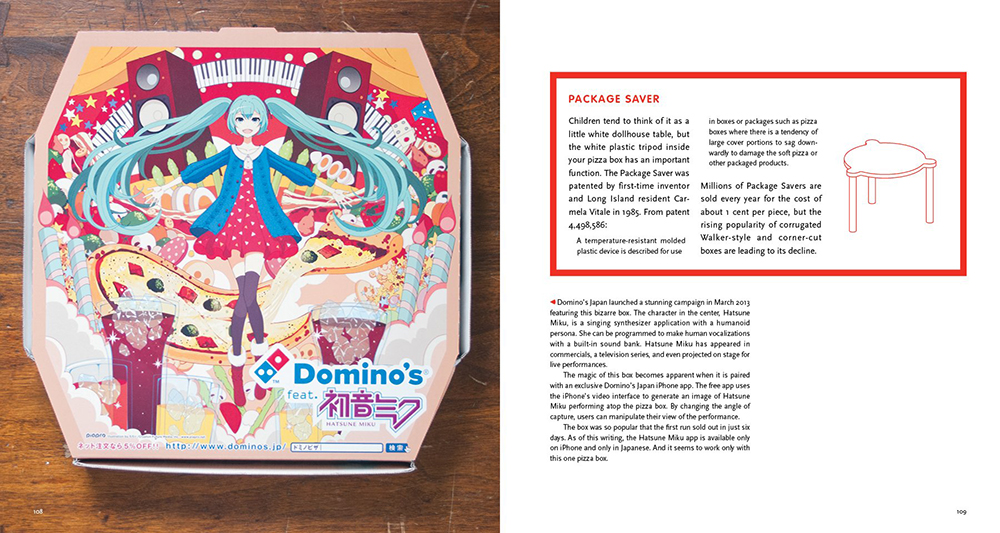 Domino's
feat. 初音ミク
HATSUNE MIKU
ネット注文なら5%OFF!! http://www.dominos.jp/ ドミノピザ 検索
108
PACKAGE SAVER
Children tend to think of it as a
little white dollhouse table, but
the white plastic tripod inside
your pizza box has an important
function. The Package Saver was
patented by first-time inventor
and Long Island resident Car-
mela Vitale in 1985. From patent
4,498,586:
A temperature-resistant molded
plastic device is described for use
in boxes or packages such as pizza
boxes where there is a tendency of
large cover portions to sag down-
wardly to damage the soft pizza or
other packaged products.
Millions of Package Savers are
sold every year for the cost of
about 1 cent per piece, but the
rising popularity of corrugated
Walker-style and corner-cut
boxes are leading to its decline.
◀ Domino's Japan launched a stunning campaign in March 2013
featuring this bizarre box. The character in the center, Hatsune
Miku, is a singing synthesizer application with a humanoid
persona. She can be programmed to make human vocalizations
with a built-in sound bank. Hatsune Miku has appeared in
commercials, a television series, and even projected on stage for
live performances.
The magic of this box becomes apparent when it is paired
with an exclusive Domino's Japan iPhone app. The free app uses
the iPhone's video interface to generate an image of Hatsune
Miku performing atop the pizza box. By changing the angle of
capture, users can manipulate their view of the performance.
The box was so popular that the first run sold out in just six
days. As of this writing, the Hatsune Miku app is available only
on iPhone and only in Japanese. And it seems to work only with
this one pizza box.
109